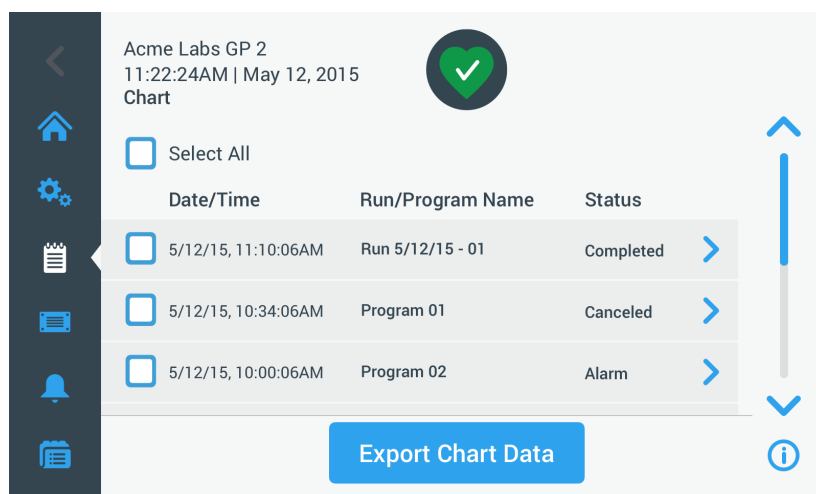 Acme Labs GP 2
11:22:24AM | May 12, 2015
Chart
Select All
Date/Time Run/Program Name Status
5/12/15, 11:10:06AM Run 5/12/15 - 01 Completed
5/12/15, 10:34:06AM Program 01 Canceled
5/12/15, 10:00:06AM Program 02 Alarm
Export Chart Data